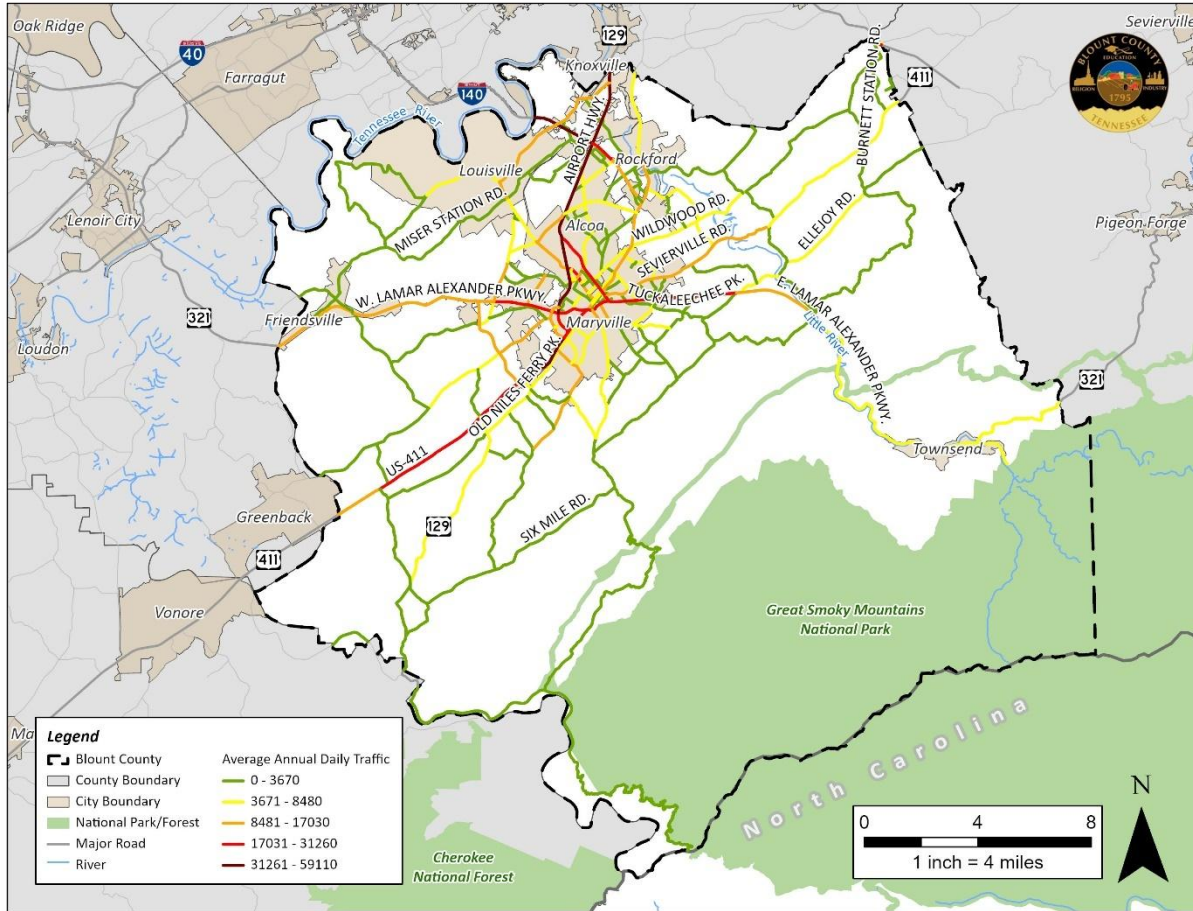 Oak Ridge
40
Farragut
129
Knoxville
140
Sevierville
BLOUNT COUNTY
EDUCATION
RELIGION
INDUSTRY
1795
TENNESSEE
411
BURNETT STATION RD.
Tennessee River
AIRPORT HWY.
Rockford
Louisville
Lenoir City
MISER STATION RD.
Alcoa
WILDWOOD RD.
SEVIERVILLE RD.
ELLEJOY RD.
Pigeon Forge
W. LAMAR ALEXANDER PKWY.
TUCKALEECHEE PK.
E. LAMAR ALEXANDER PKWY.
321
Friendsville
Maryville
Little River
Loudon
OLD NILES FERRY PK.
321
Townsend
US-411
Greenback
129
SIX MILE RD.
411
Vonore
Great Smoky Mountains
National Park
North Carolina
Ma
Legend
Blount County
County Boundary
City Boundary
National Park/Forest
Major Road
River
Average Annual Daily Traffic
0 - 3670
3671 - 8480
8481 - 17030
17031 - 31260
31261 - 59110
Cherokee
National Forest
0 2 4 8
1 inch = 4 miles
N